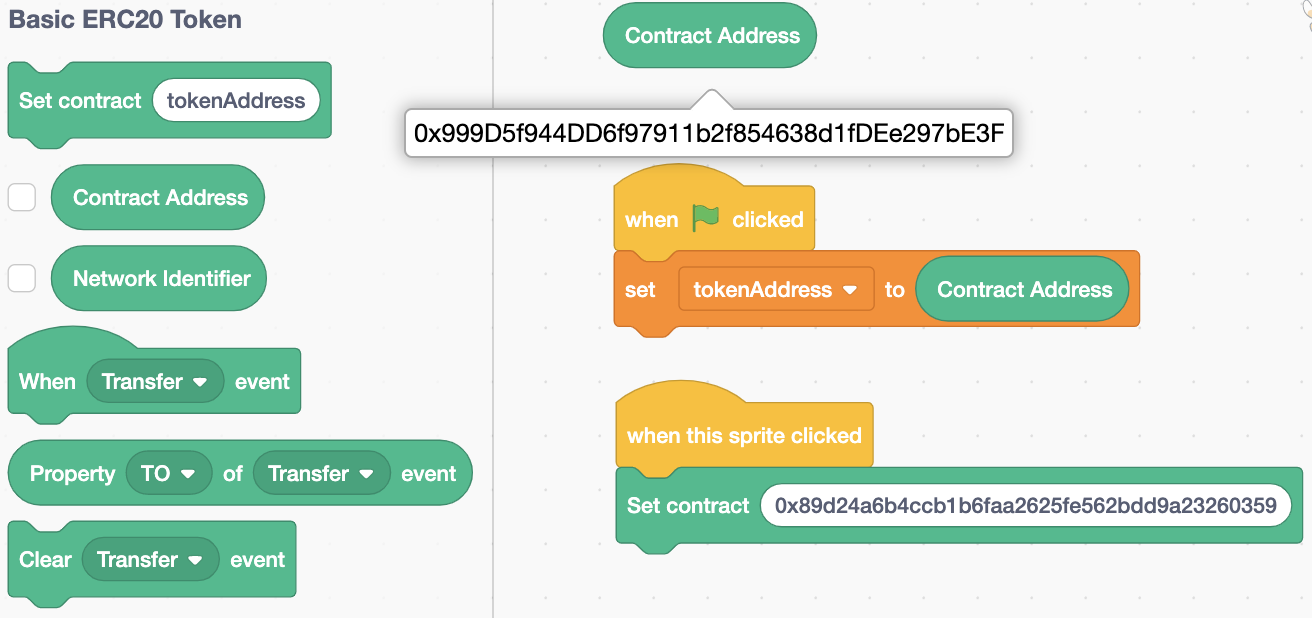 Basic ERC20 Token
Set contract tokenAddress
Contract Address
Network Identifier
When Transfer event
Property TO of Transfer event
Clear Transfer event
Contract Address
0x999D5f944DD6f97911b2f854638d1fDEe297bE3F
when clicked
set tokenAddress to Contract Address
when this sprite clicked
Set contract 0x89d24a6b4ccb1b6faa2625fe562bdd9a23260359